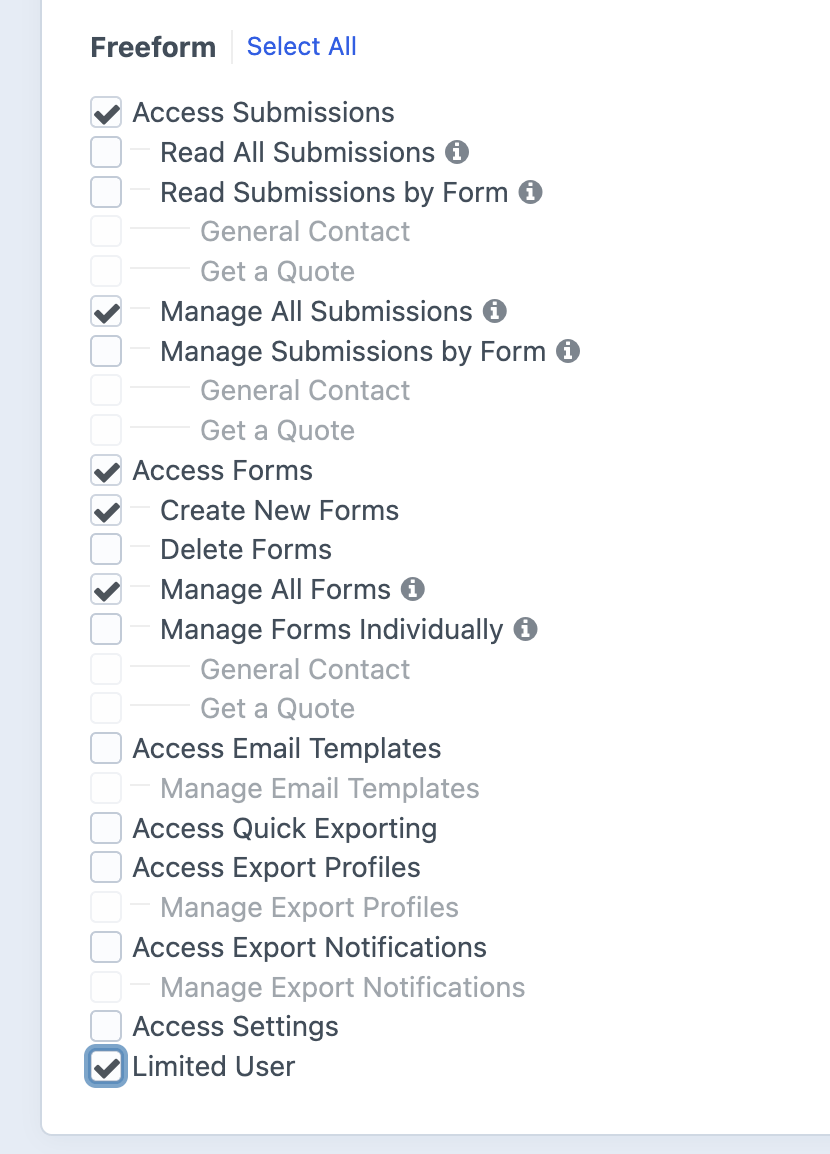 Freeform Select All
Access Submissions
Read All Submissions
Read Submissions by Form
General Contact
Get a Quote
Manage All Submissions
Manage Submissions by Form
General Contact
Get a Quote
Access Forms
Create New Forms
Delete Forms
Manage All Forms
Manage Forms Individually
General Contact
Get a Quote
Access Email Templates
Manage Email Templates
Access Quick Exporting
Access Export Profiles
Manage Export Profiles
Access Export Notifications
Manage Export Notifications
Access Settings
Limited User